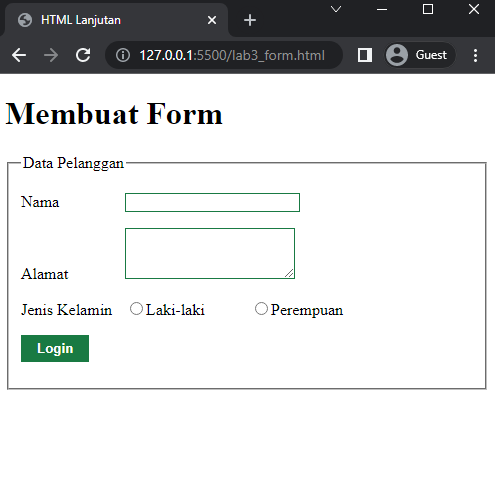 HTML Lanjutan
127.0.0.1:5500/lab3_form.html
Guest
Membuat Form
Data Pelanggan
Nama
Alamat
Jenis Kelamin Laki-laki Perempuan
Login